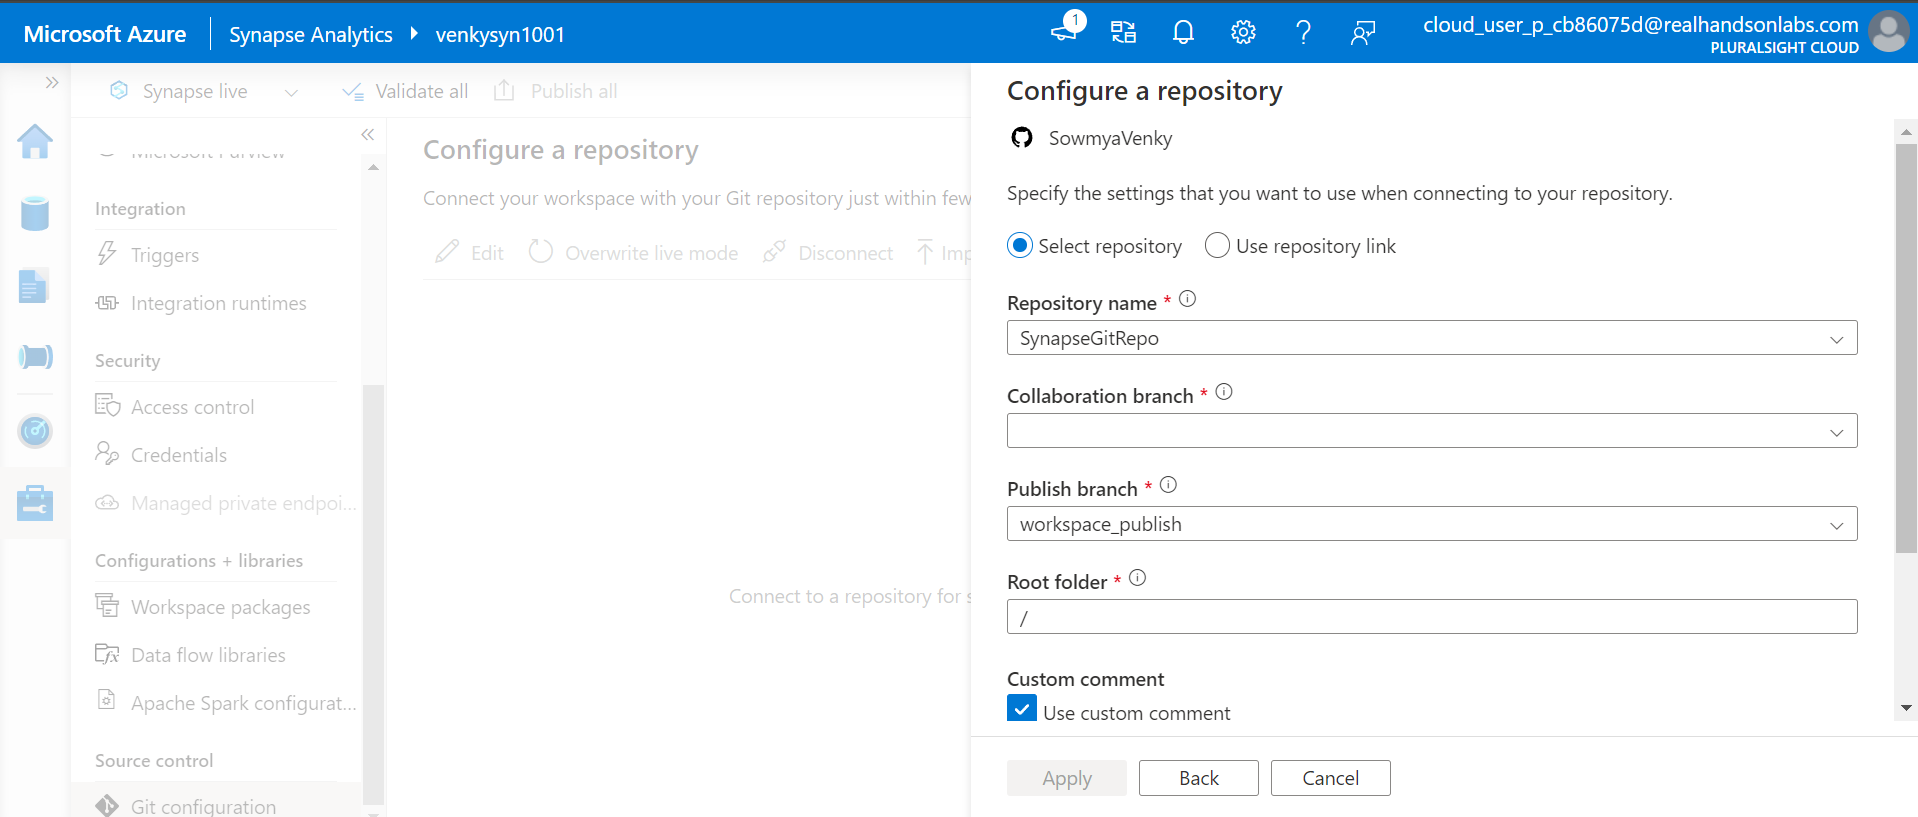 Microsoft Azure
Synapse Analytics
venkysyn1001
1
cloud_user_p_cb86075d@realhandsonlabs.com
PLURALSIGHT CLOUD
Synapse live
Validate all
Publish all
Microsoft Purview
Integration
Triggers
Integration runtimes
Security
Access control
Credentials
Managed private endpoi...
Configurations + libraries
Workspace packages
Data flow libraries
Apache Spark configurat...
Source control
Git configuration
Configure a repository
Connect your workspace with your Git repository just within few
Edit
Overwrite live mode
Disconnect
Imp
Connect to a repository for s
Configure a repository
SowmyaVenky
Specify the settings that you want to use when connecting to your repository.
Select repository
Use repository link
Repository name *
SynapseGitRepo
Collaboration branch *
Publish branch *
workspace_publish
Root folder *
/
Custom comment
Use custom comment
Apply
Back
Cancel